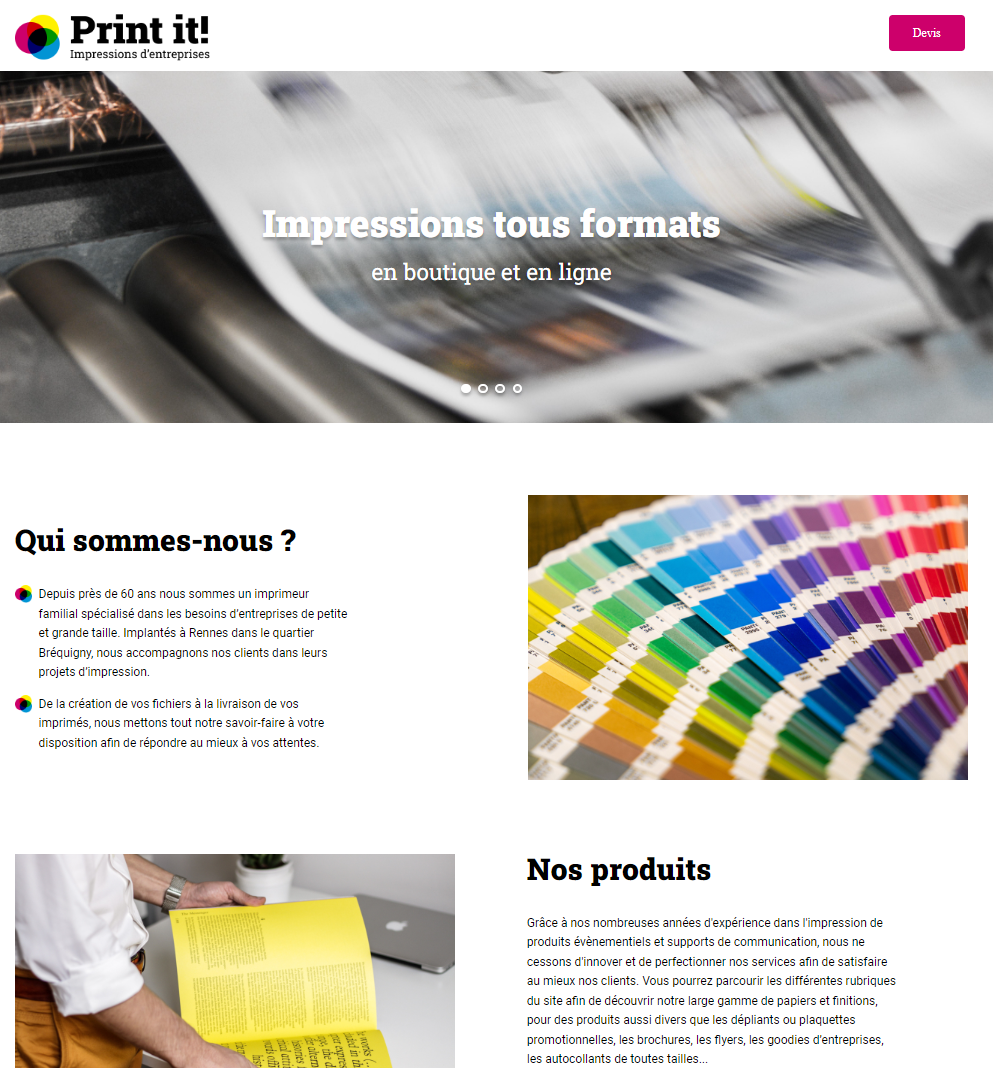 Print it!
Impressions d'entreprises
Devis
Impressions tous formats
en boutique et en ligne
Qui sommes-nous ?
Depuis près de 60 ans nous sommes un imprimeur
familial spécialisé dans les besoins d'entreprises de petite
et grande taille. Implantés à Rennes dans le quartier
Bréquigny, nous accompagnons nos clients dans leurs
projets d'impression.
De la création de vos fichiers à la livraison de vos
imprimés, nous mettons tout notre savoir-faire à votre
disposition afin de répondre au mieux à vos attentes.
Nos produits
Grâce à nos nombreuses années d'expérience dans l'impression de
produits évènementiels et supports de communication, nous ne
cessons d'innover et de perfectionner nos services afin de satisfaire
au mieux nos clients. Vous pourrez parcourir les différentes rubriques
du site afin de découvrir notre large gamme de papiers et finitions,
pour des produits aussi divers que les dépliants ou plaquettes
promotionnelles, les brochures, les flyers, les goodies d'entreprises,
les autocollants de toutes tailles...